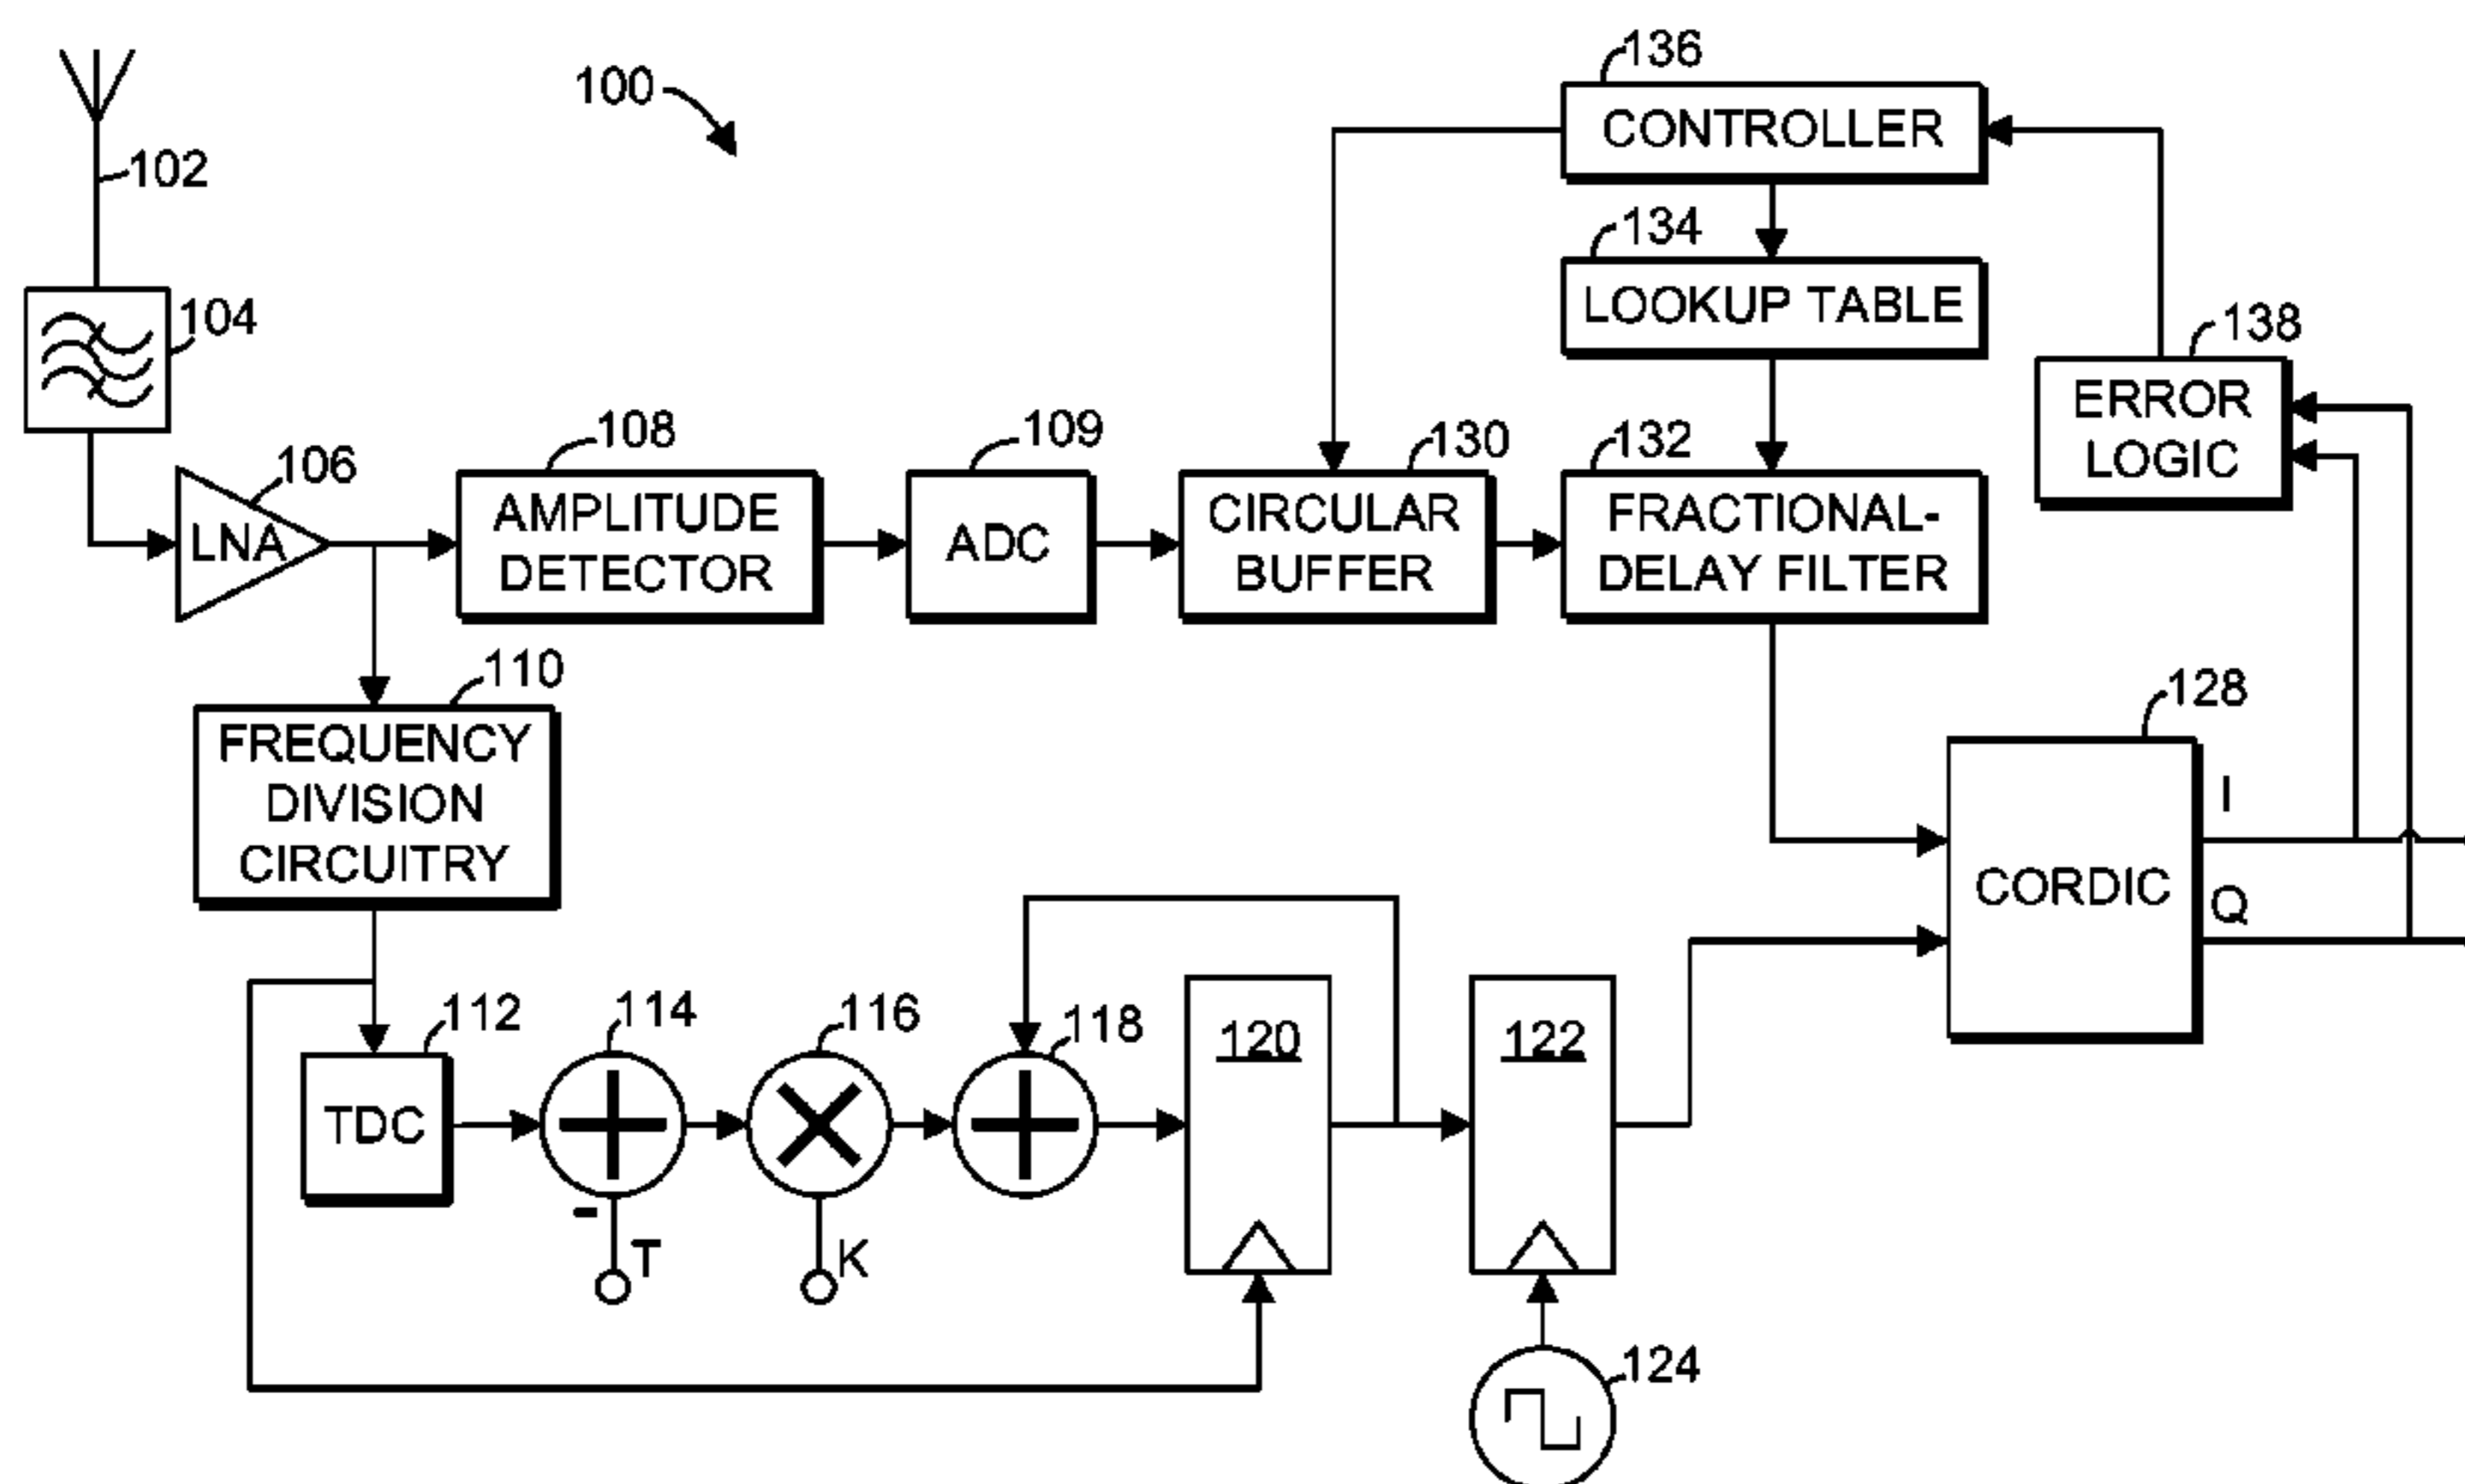 100
136
CONTROLLER
102
134
LOOKUP TABLE
104
138
ERROR
LOGIC
106
LNA
108
AMPLITUDE
DETECTOR
109
ADC
130
CIRCULAR
BUFFER
132
FRACTIONAL-
DELAY FILTER
110
FREQUENCY
DIVISION
CIRCUITRY
128
CORDIC
I
Q
112
TDC
114
-
T
116
K
118
120
122
124